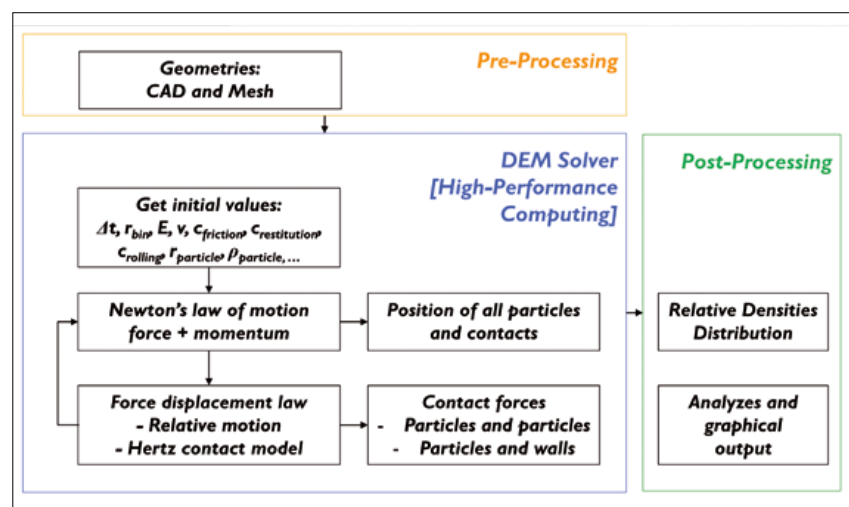 Geometries:
CAD and Mesh
Pre-Processing
DEM Solver
[High-Performance
Computing]
Post-Processing
Get initial values:
Δt, r_bin, E, ν, c_friction, c_restitution,
c_rolling, r_particle, ρ_particle, ...
Newton's law of motion
force + momentum
Position of all particles
and contacts
Relative Densities
Distribution
Force displacement law
- Relative motion
- Hertz contact model
Contact forces
- Particles and particles
- Particles and walls
Analyzes and
graphical
output